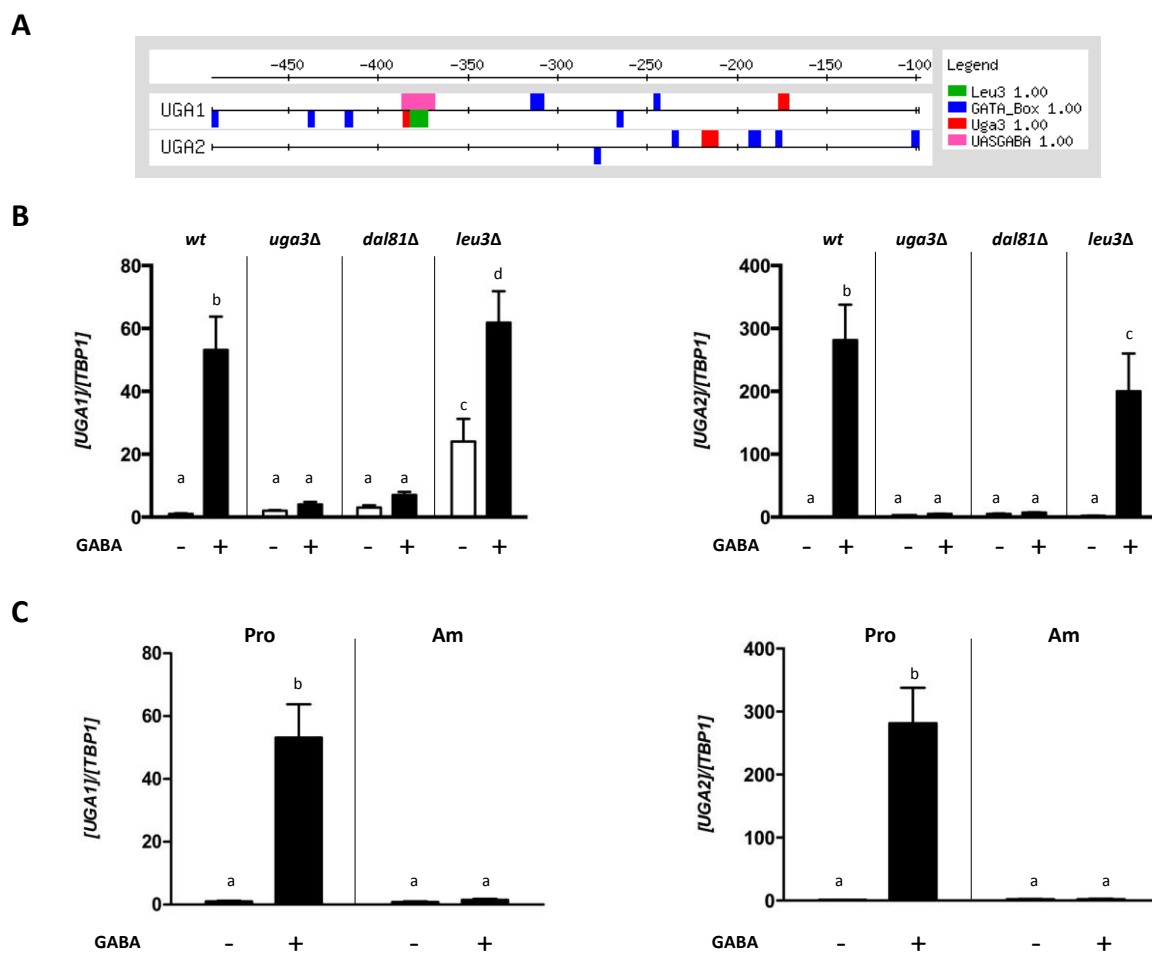 A
-450 -400 -350 -300 -250 -200 -150 -100
UGA1
UGA2
Legend
Leu3 1.00
GATA_Box 1.00
Uga3 1.00
UASGABA 1.00
B
wt uga3Δ dal81Δ leu3Δ
[UGA1]/[TBP1]
80
60
40
20
0
a b a a a a c d
GABA - + - + - + - +
wt uga3Δ dal81Δ leu3Δ
[UGA2]/[TBP1]
400
300
200
100
0
a b a a a a a c
GABA - + - + - + - +
C
Pro Am
[UGA1]/[TBP1]
80
60
40
20
0
a b a a
GABA - + - +
Pro Am
[UGA2]/[TBP1]
400
300
200
100
0
a b a a
GABA - + - +